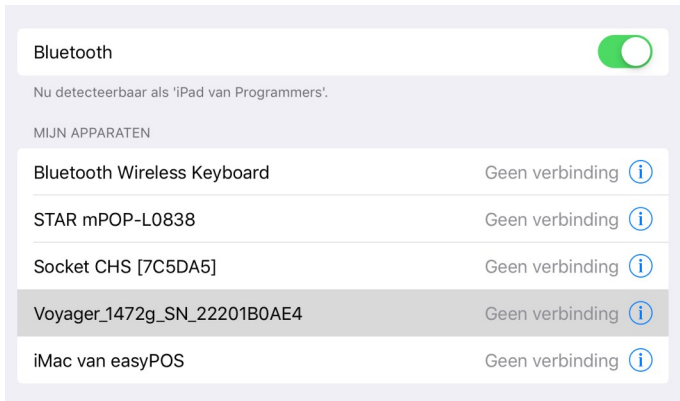 Bluetooth
Nu detecteerbaar als 'iPad van Programmers'.
MIJN APPARATEN
Bluetooth Wireless Keyboard Geen verbinding
STAR mPOP-L0838 Geen verbinding
Socket CHS [7C5DA5] Geen verbinding
Voyager_1472g_SN_22201B0AE4 Geen verbinding
iMac van easyPOS Geen verbinding